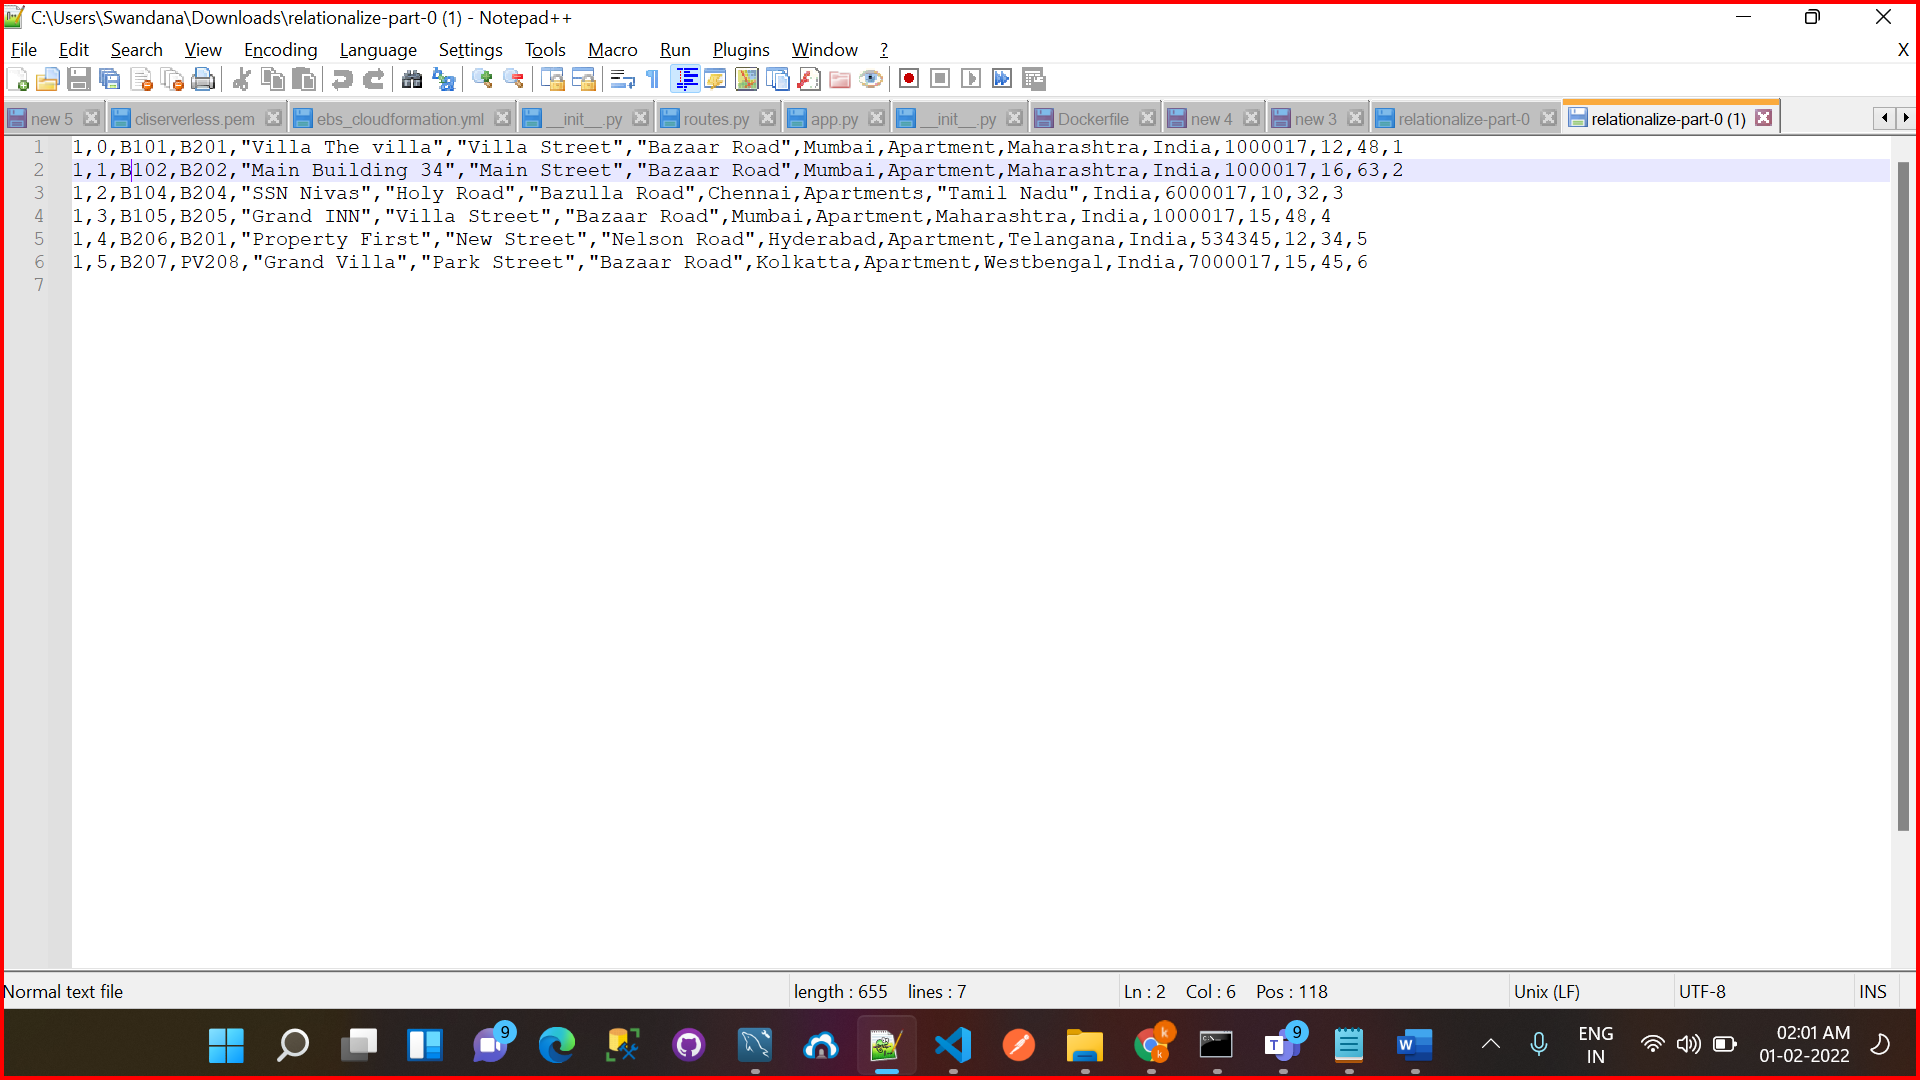 C:\Users\Swandana\Downloads\relationalize-part-0 (1) - Notepad++
File Edit Search View Encoding Language Settings Tools Macro Run Plugins Window ? X
new 5 cliserverless.pem ebs_cloudformation.yml __init__.py routes.py app.py __init__.py Dockerfile new 4 new 3 relationalize-part-0 relationalize-part-0 (1)
1 1,0,B101,B201,"Villa The villa","Villa Street","Bazaar Road",Mumbai,Apartment,Maharashtra,India,1000017,12,48,1
2 1,1,B102,B202,"Main Building 34","Main Street","Bazaar Road",Mumbai,Apartment,Maharashtra,India,1000017,16,63,2
3 1,2,B104,B204,"SSN Nivas","Holy Road","Bazulla Road",Chennai,Apartments,"Tamil Nadu",India,6000017,10,32,3
4 1,3,B105,B205,"Grand INN","Villa Street","Bazaar Road",Mumbai,Apartment,Maharashtra,India,1000017,15,48,4
5 1,4,B206,B201,"Property First","New Street","Nelson Road",Hyderabad,Apartment,Telangana,India,534345,12,34,5
6 1,5,B207,PV208,"Grand Villa","Park Street","Bazaar Road",Kolkatta,Apartment,Westbengal,India,7000017,15,45,6
7
Normal text file length : 655 lines : 7 Ln : 2 Col : 6 Pos : 118 Unix (LF) UTF-8 INS
9 k k 9 T W ENG 02:01 AM
IN 01-02-2022